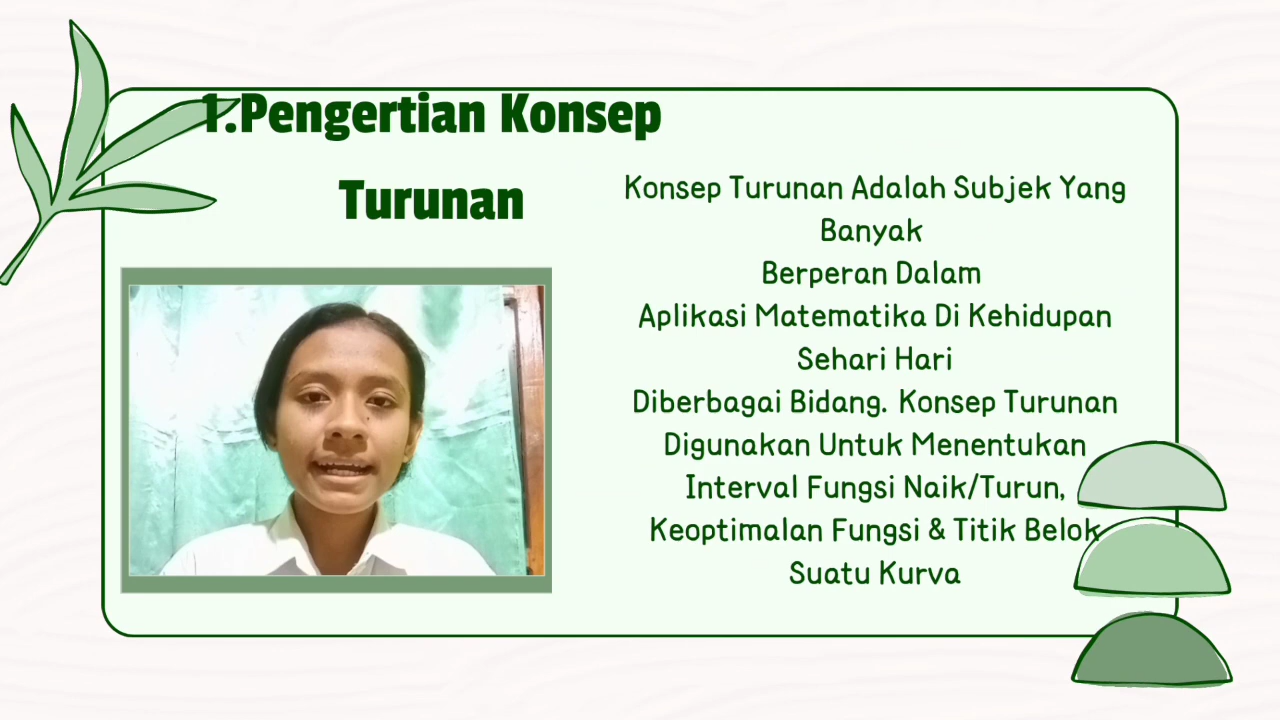 1.Pengertian Konsep
Turunan
Konsep Turunan Adalah Subjek Yang
Banyak
Berperan Dalam
Aplikasi Matematika Di Kehidupan
Sehari Hari
Diberbagai Bidang. Konsep Turunan
Digunakan Untuk Menentukan
Interval Fungsi Naik/Turun,
Keoptimalan Fungsi & Titik Belok
Suatu Kurva